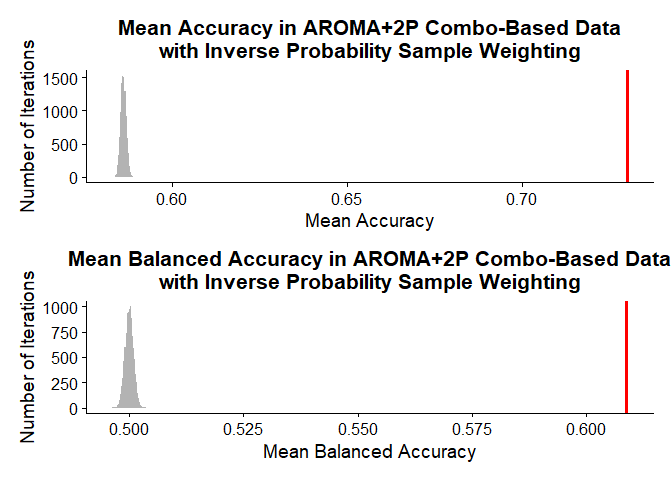 Mean Accuracy in AROMA+2P Combo-Based Data
with Inverse Probability Sample Weighting
Number of Iterations
1500
1000
500
0
0.60
0.65
0.70
Mean Accuracy
Mean Balanced Accuracy in AROMA+2P Combo-Based Data
with Inverse Probability Sample Weighting
Number of Iterations
1000
750
500
250
0
0.500
0.525
0.550
0.575
0.600
Mean Balanced Accuracy